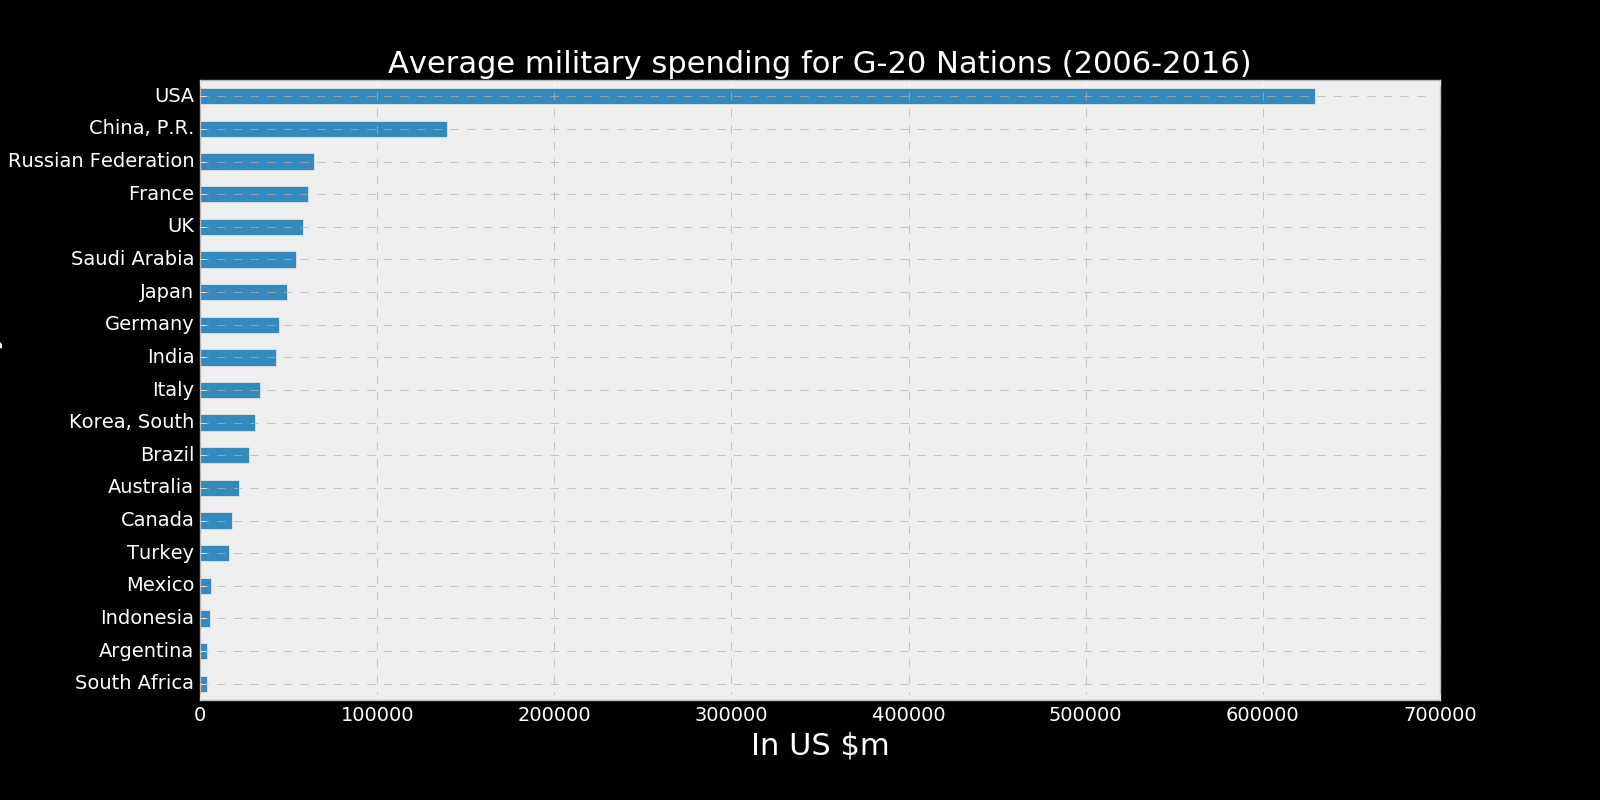 Average military spending for G-20 Nations (2006-2016)
USA
China, P.R.
Russian Federation
France
UK
Saudi Arabia
Japan
Germany
India
Italy
Korea, South
Brazil
Australia
Canada
Turkey
Mexico
Indonesia
Argentina
South Africa
0 100000 200000 300000 400000 500000 600000 700000
In US $m